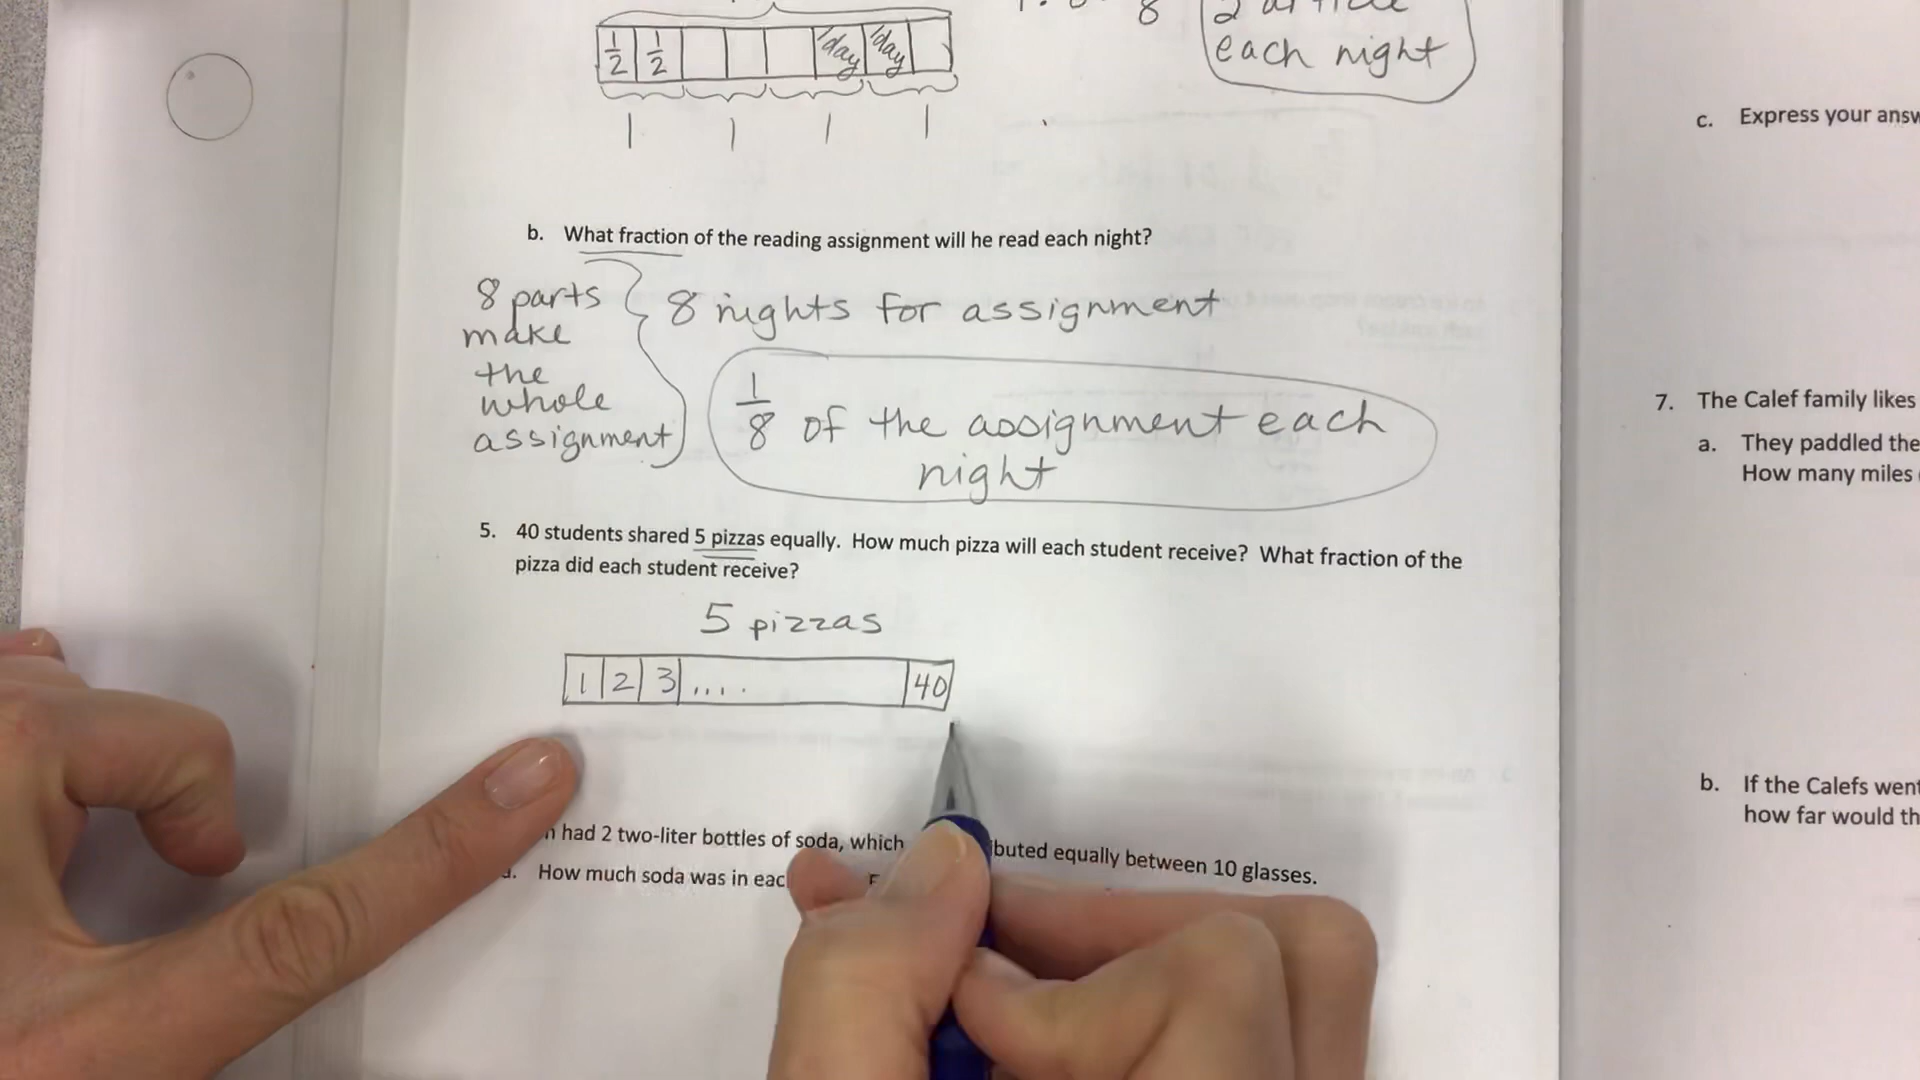 1 2 1 2 1day 1day
each night
1 1 1 1
b. What fraction of the reading assignment will he read each night?
8 parts
make
the
whole
assignment
8 nights for assignment
1
8 of the assignment each
night
5. 40 students shared 5 pizzas equally. How much pizza will each student receive? What fraction of the
pizza did each student receive?
5 pizzas
1 2 3 .... 40
had 2 two-liter bottles of soda, which buted equally between 10 glasses.
How much soda was in
c. Express your
7. The Calef family likes
a. They paddled the
How many miles
b. If the Calefs went
how far would